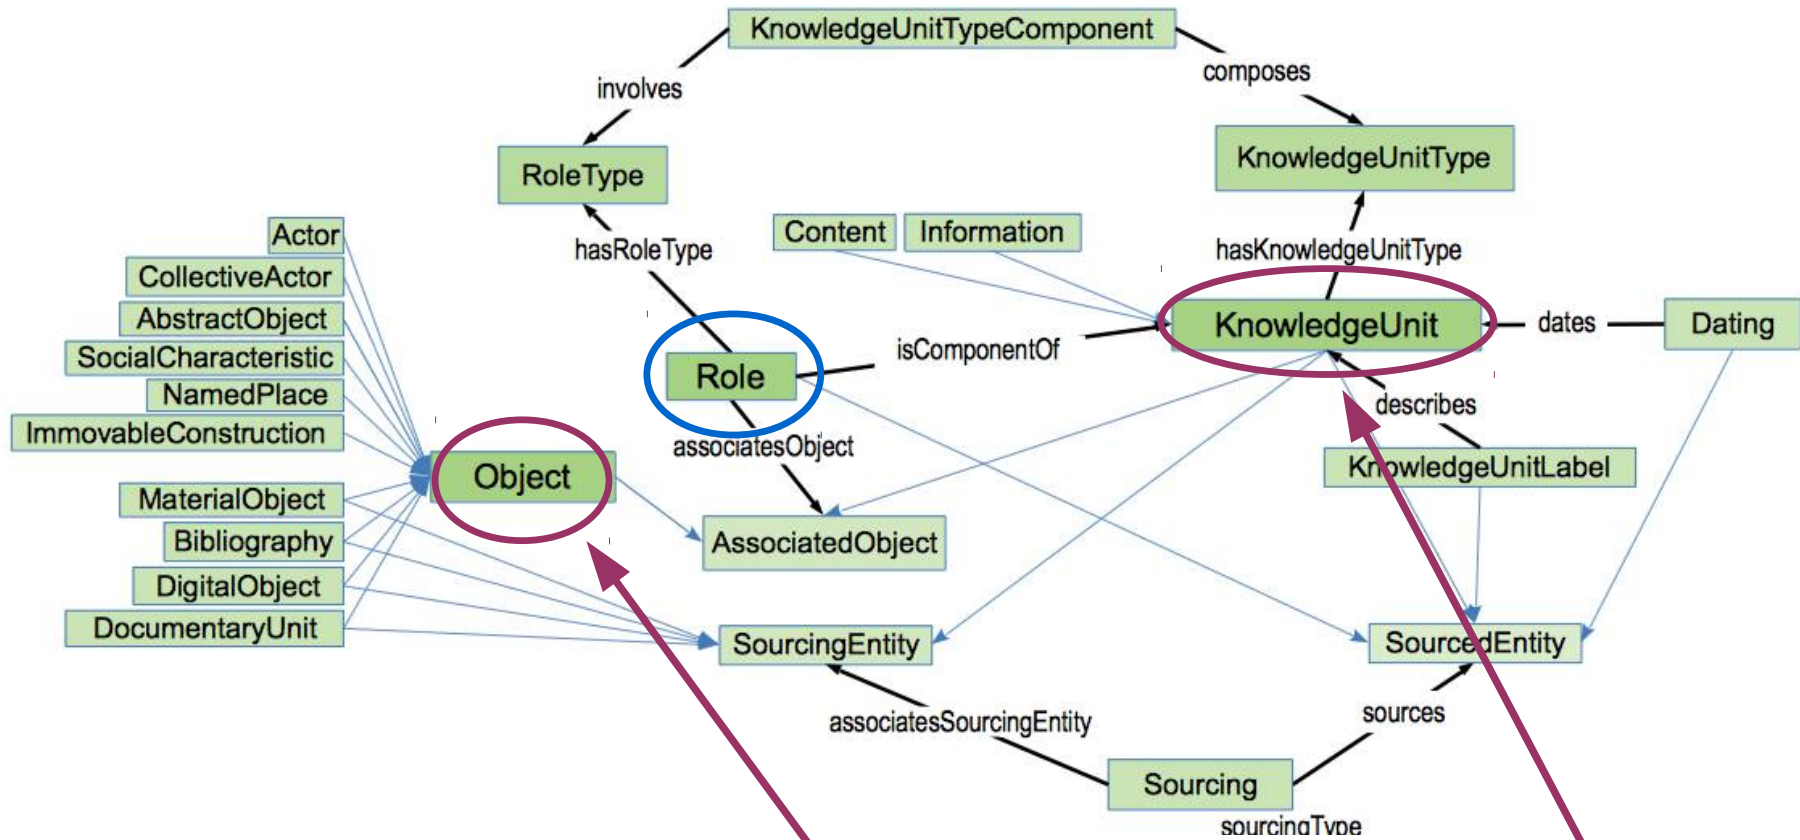 KnowledgeUnitTypeComponent
involves
composes
RoleType
KnowledgeUnitType
Actor
Content
Information
hasRoleType
hasKnowledgeUnitType
CollectiveActor
AbstractObject
KnowledgeUnit
dates
Dating
SocialCharacteristic
isComponentOf
Role
NamedPlace
describes
ImmovableConstruction
associatesObject
KnowledgeUnitLabel
Object
MaterialObject
Bibliography
AssociatedObject
DigitalObject
DocumentaryUnit
SourcingEntity
SourcedEntity
associatesSourcingEntity
sources
Sourcing
sourcingType